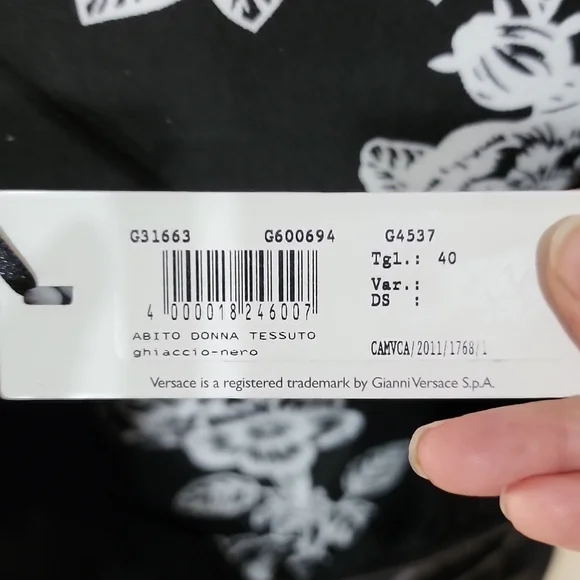 G31663 G600694 G4537
Tgl.: 40
Var.:
DS :
4 000018 246007
ABITO DONNA TESSUTO
ghiaccio-nero
CAMVCA/2011/1768/1
Versace is a registered trademark by Gianni Versace S.p.A.